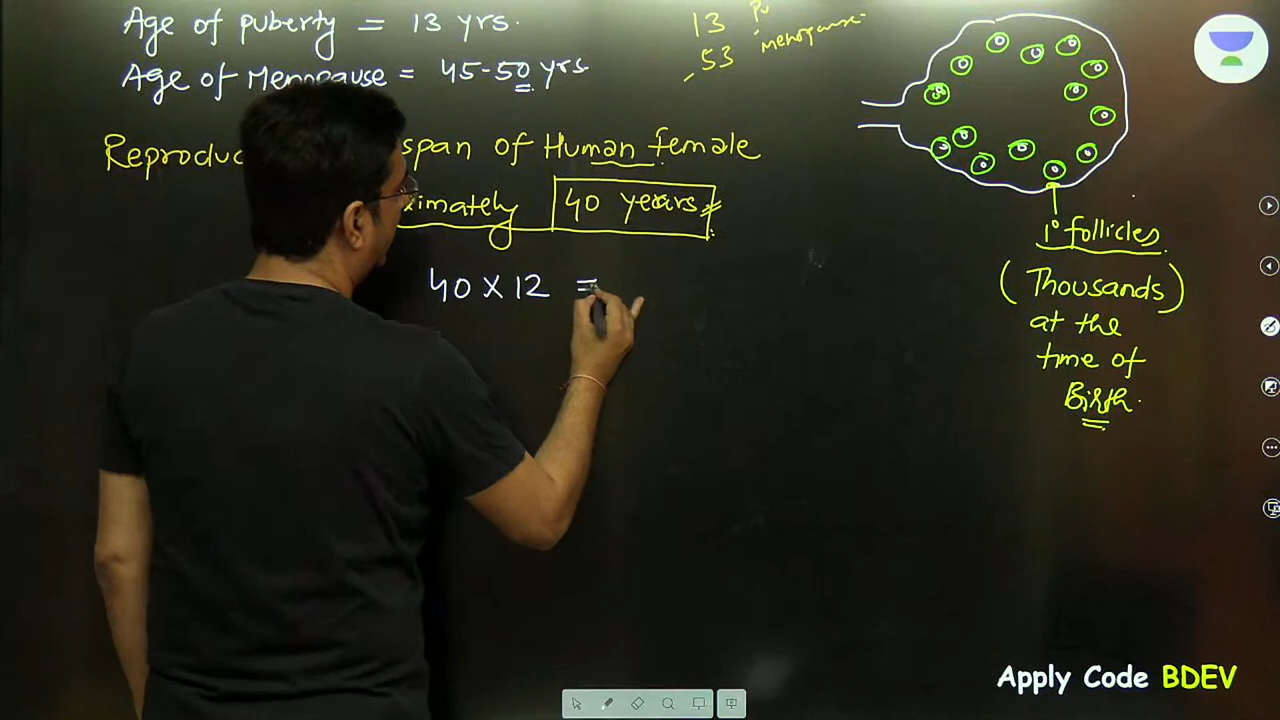 Age of puberty = 13 yrs.
Age of Menopause = 45-50 yrs
13 Pu
53 menopause
Reproduc span of Human female
ximately 40 years
40 X 12 =
1° follicles
(Thousands)
at the
time of
Birth.
Apply Code BDEV